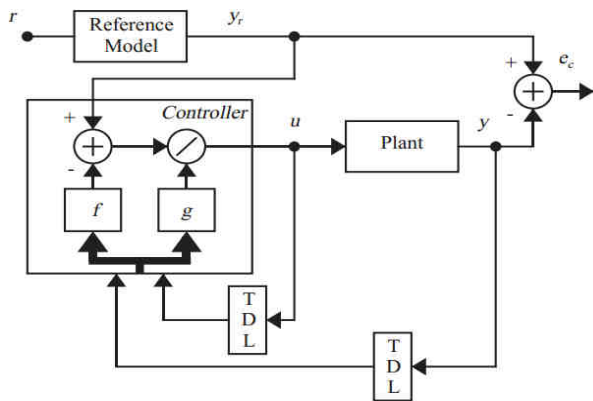 r
Reference
Model
yr
+
ec
-
+
Controller
-
u
Plant
y
f
g
T
D
L
T
D
L